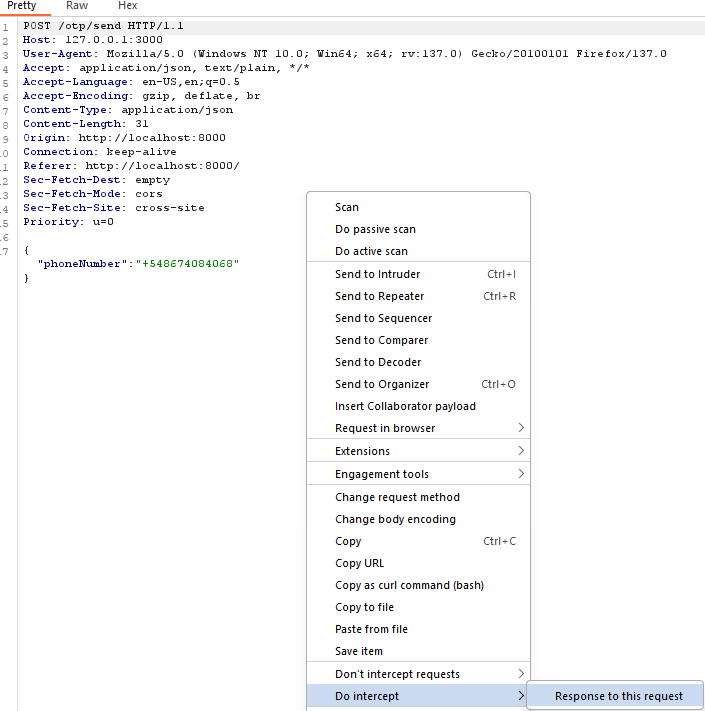 Pretty Raw Hex
1 POST /otp/send HTTP/1.1
2 Host: 127.0.0.1:3000
3 User-Agent: Mozilla/5.0 (Windows NT 10.0; Win64; x64; rv:137.0) Gecko/20100101 Firefox/137.0
4 Accept: application/json, text/plain, */*
5 Accept-Language: en-US,en;q=0.5
6 Accept-Encoding: gzip, deflate, br
7 Content-Type: application/json
8 Content-Length: 31
9 Origin: http://localhost:8000
0 Connection: keep-alive
1 Referer: http://localhost:8000/
2 Sec-Fetch-Dest: empty
3 Sec-Fetch-Mode: cors
4 Sec-Fetch-Site: cross-site
5 Priority: u=0
6
7 {
"phoneNumber":"+548674084068"
}
Scan
Do passive scan
Do active scan
Send to Intruder Ctrl+I
Send to Repeater Ctrl+R
Send to Sequencer
Send to Comparer
Send to Decoder
Send to Organizer Ctrl+O
Insert Collaborator payload
Request in browser
Extensions
Engagement tools
Change request method
Change body encoding
Copy Ctrl+C
Copy URL
Copy as curl command (bash)
Copy to file
Paste from file
Save item
Don't intercept requests
Do intercept
Response to this request